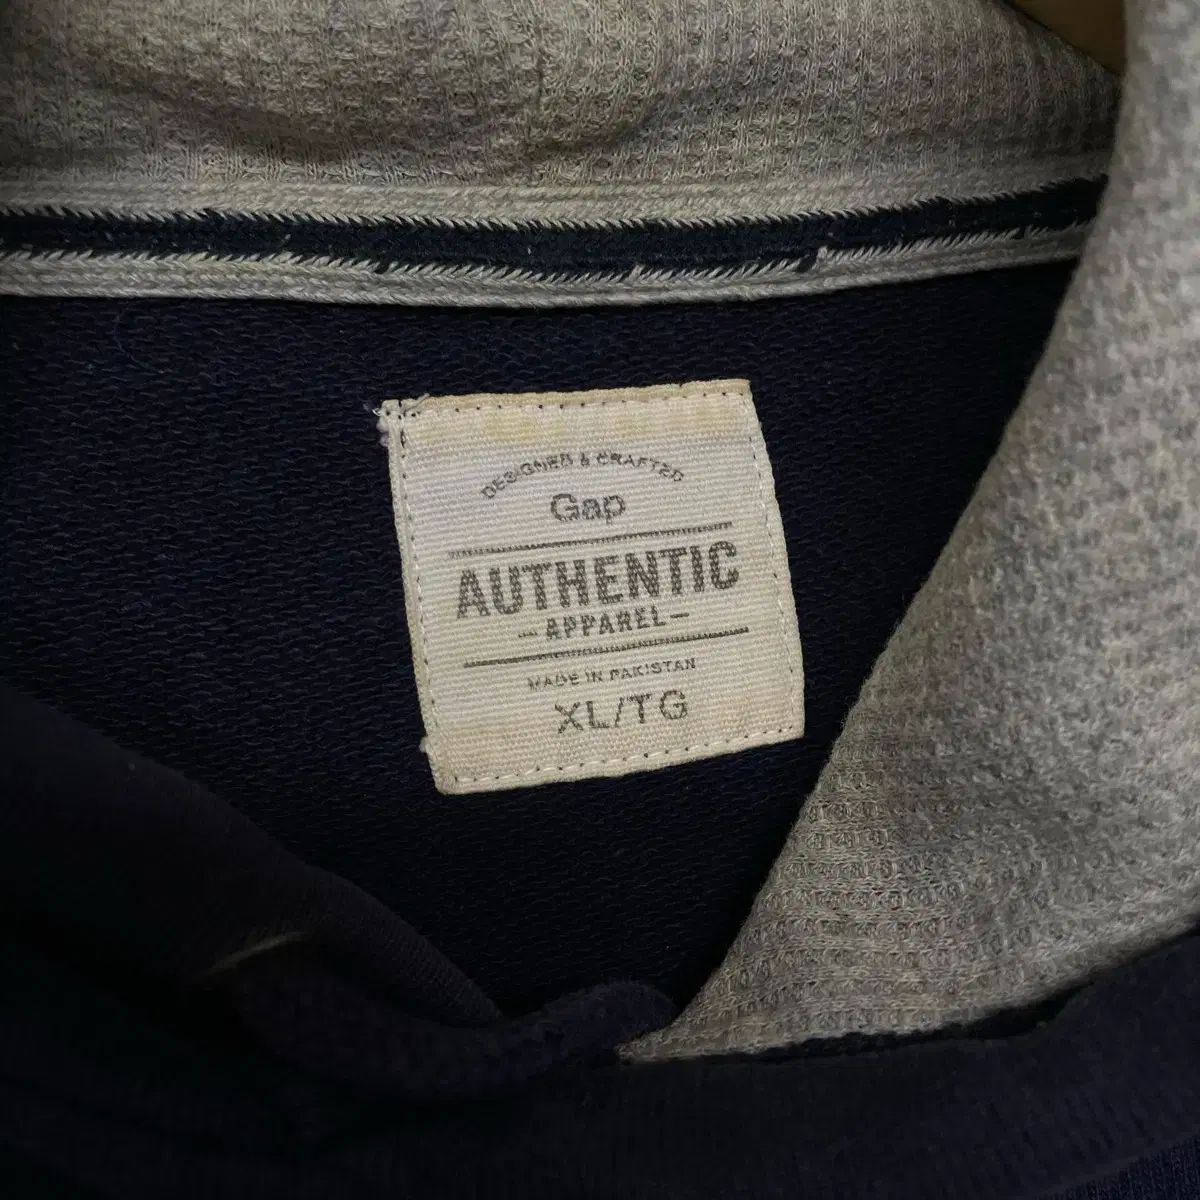 DESIGNED & CRAFTED
Gap
AUTHENTIC
— APPAREL —
MADE IN PAKISTAN
XL/TG